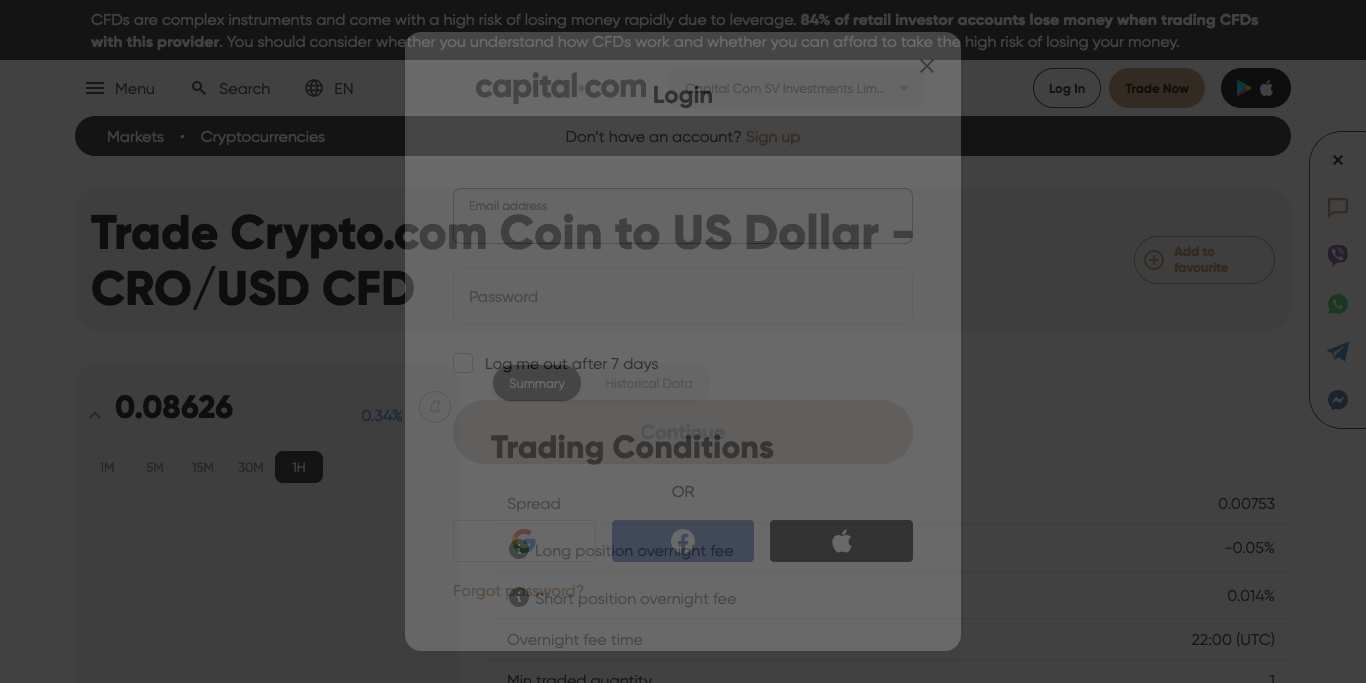 CFDs are complex instruments and come with a high risk of losing money rapidly due to leverage. 84% of retail investor accounts lose money when trading CFDs
with this provider. You should consider whether you understand how CFDs work and whether you can afford to take the high risk of losing your money.
Menu
Search
EN
capital.com
Capital Com SV Investments Lim...
Log In
Trade Now
Login
Markets
Cryptocurrencies
Don't have an account? Sign up
Email address
Trade Crypto.com Coin to US Dollar -
CRO/USD CFD
Add to
favourite
Password
Log me out after 7 days
Summary
Historical Data
0.08626
0.34%
Continue
Trading Conditions
1M
5M
15M
30M
1H
OR
Spread
0.00753
Long position overnight fee
-0.05%
Forgot password?
Short position overnight fee
0.014%
Overnight fee time
22:00 (UTC)
Min traded quantity
1